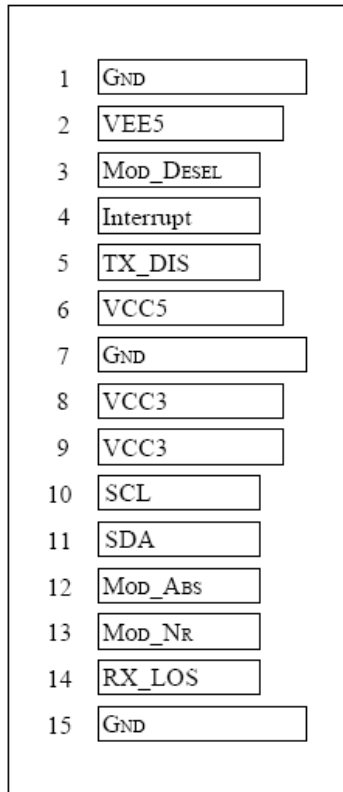 1 GND
2 VEE5
3 MOD_DESEL
4 Interrupt
5 TX_DIS
6 VCC5
7 GND
8 VCC3
9 VCC3
10 SCL
11 SDA
12 MOD_ABS
13 MOD_NR
14 RX_LOS
15 GND